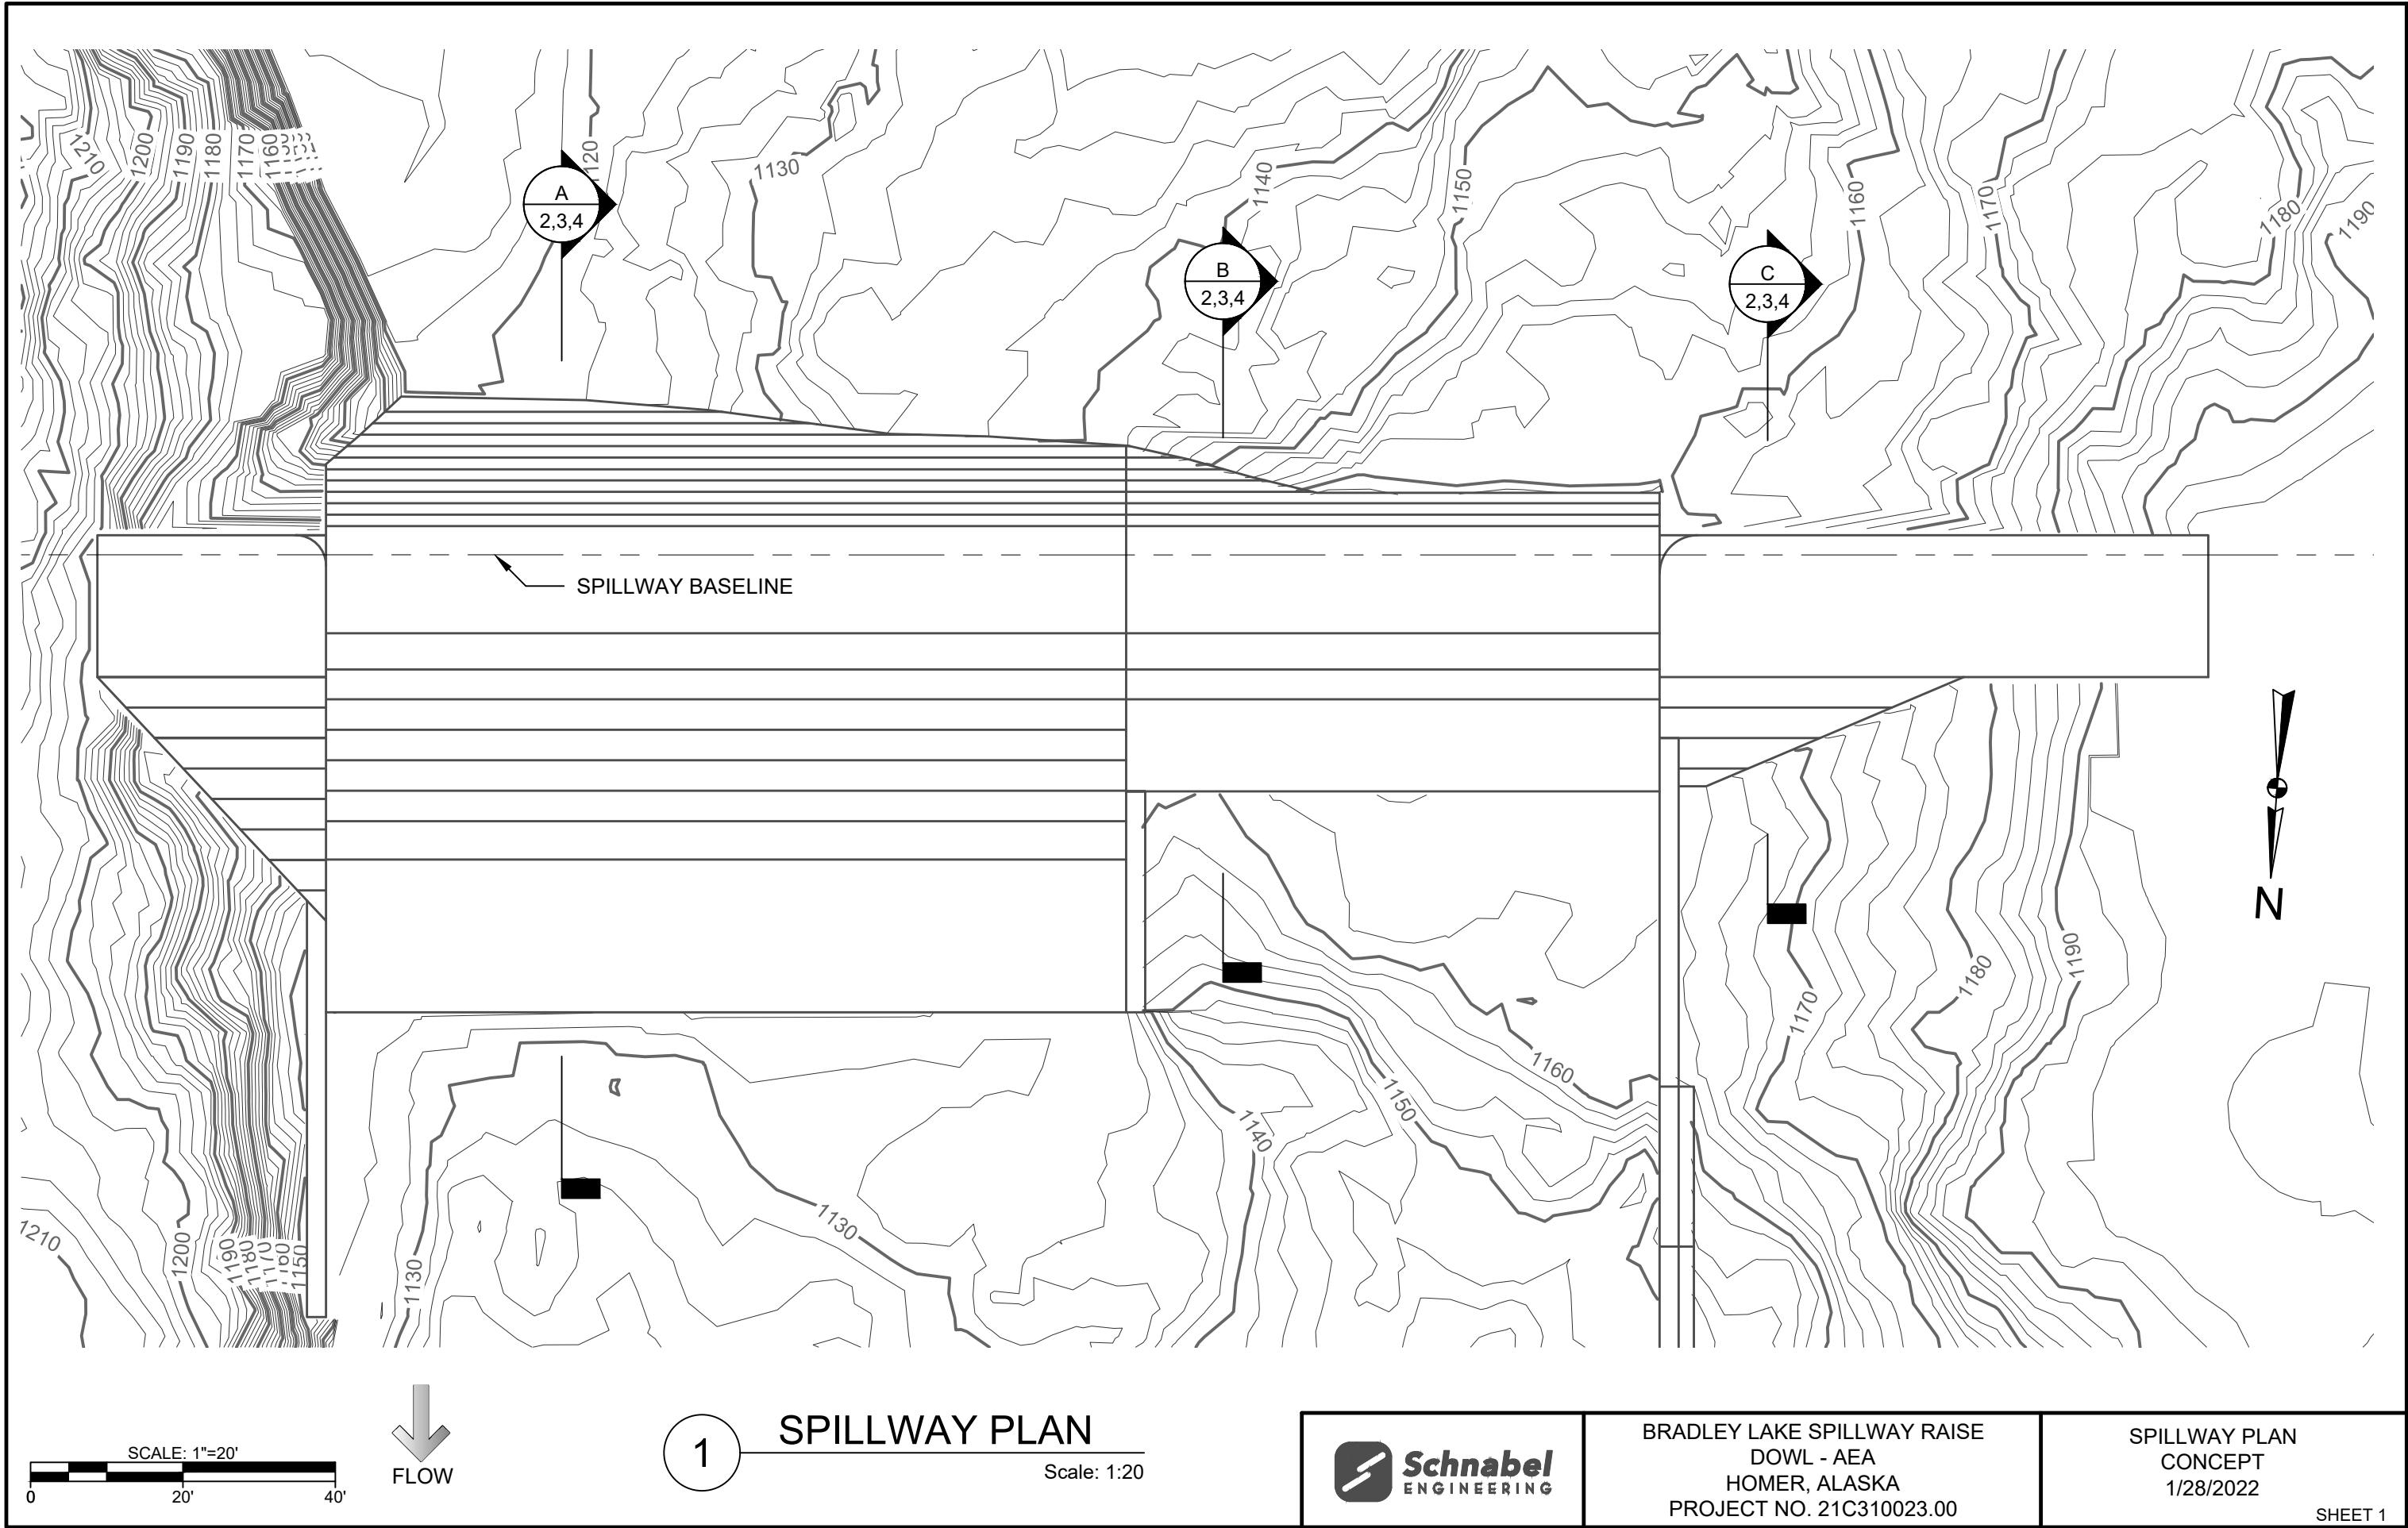 1210
1200
1190
1180
1170
1160
1120
1130
1140
1150
1160
1170
1180
1190
A
2,3,4
B
2,3,4
C
2,3,4
SPILLWAY BASELINE
N
1190
1180
1170
1160
1150
1140
1130
1130
1210
1200
1190
1180
1170
1160
1150
SCALE: 1"=20'
0 20' 40'
FLOW
1
SPILLWAY PLAN
Scale: 1:20
Schnabel
ENGINEERING
BRADLEY LAKE SPILLWAY RAISE
DOWL - AEA
HOMER, ALASKA
PROJECT NO. 21C310023.00
SPILLWAY PLAN
CONCEPT
1/28/2022
SHEET 1